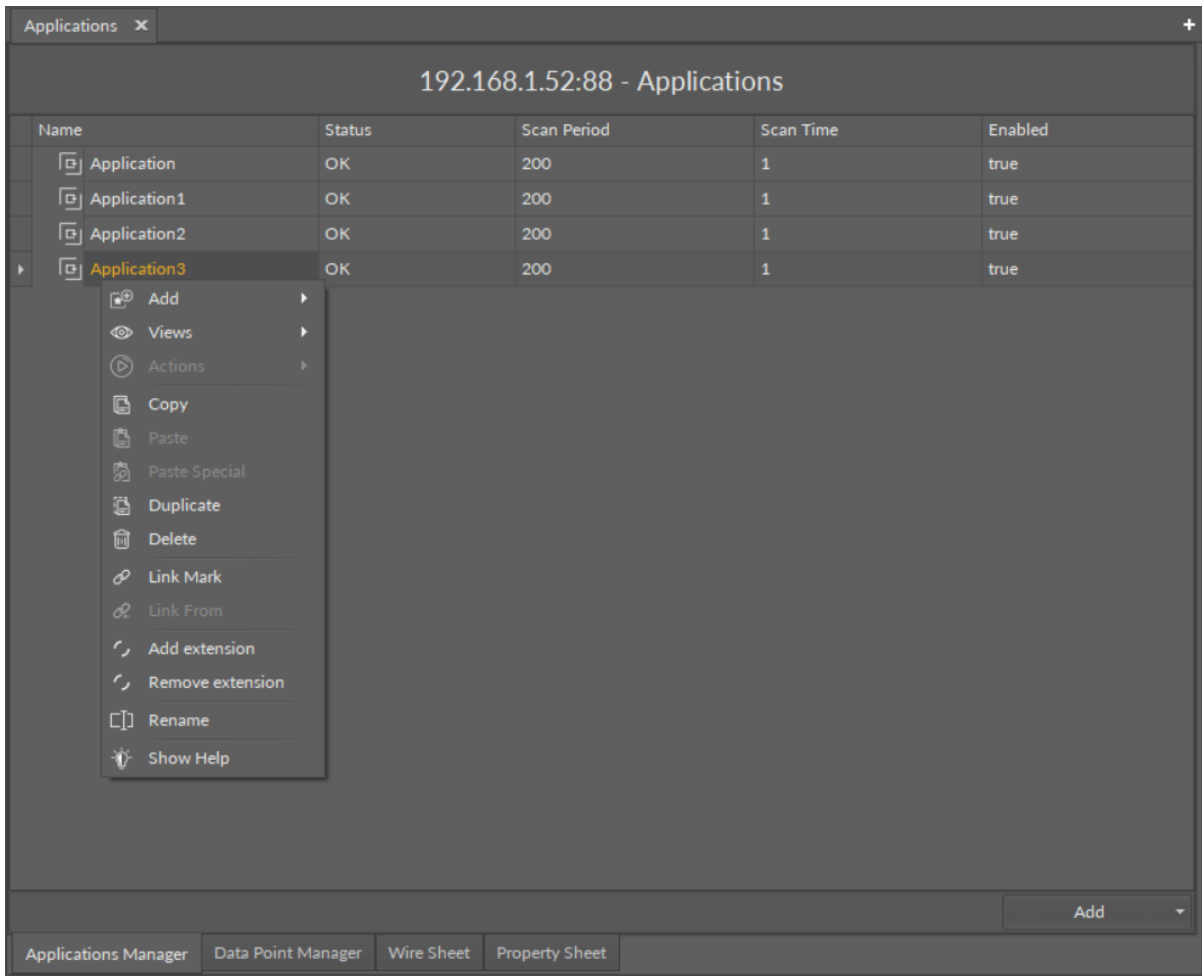 Applications
192.168.1.52:88 - Applications
Name Status Scan Period Scan Time Enabled
Application OK 200 1 true
Application1 OK 200 1 true
Application2 OK 200 1 true
Application3 OK 200 1 true
Add
Views
Actions
Copy
Paste
Paste Special
Duplicate
Delete
Link Mark
Link From
Add extension
Remove extension
Rename
Show Help
Add
Applications Manager Data Point Manager Wire Sheet Property Sheet